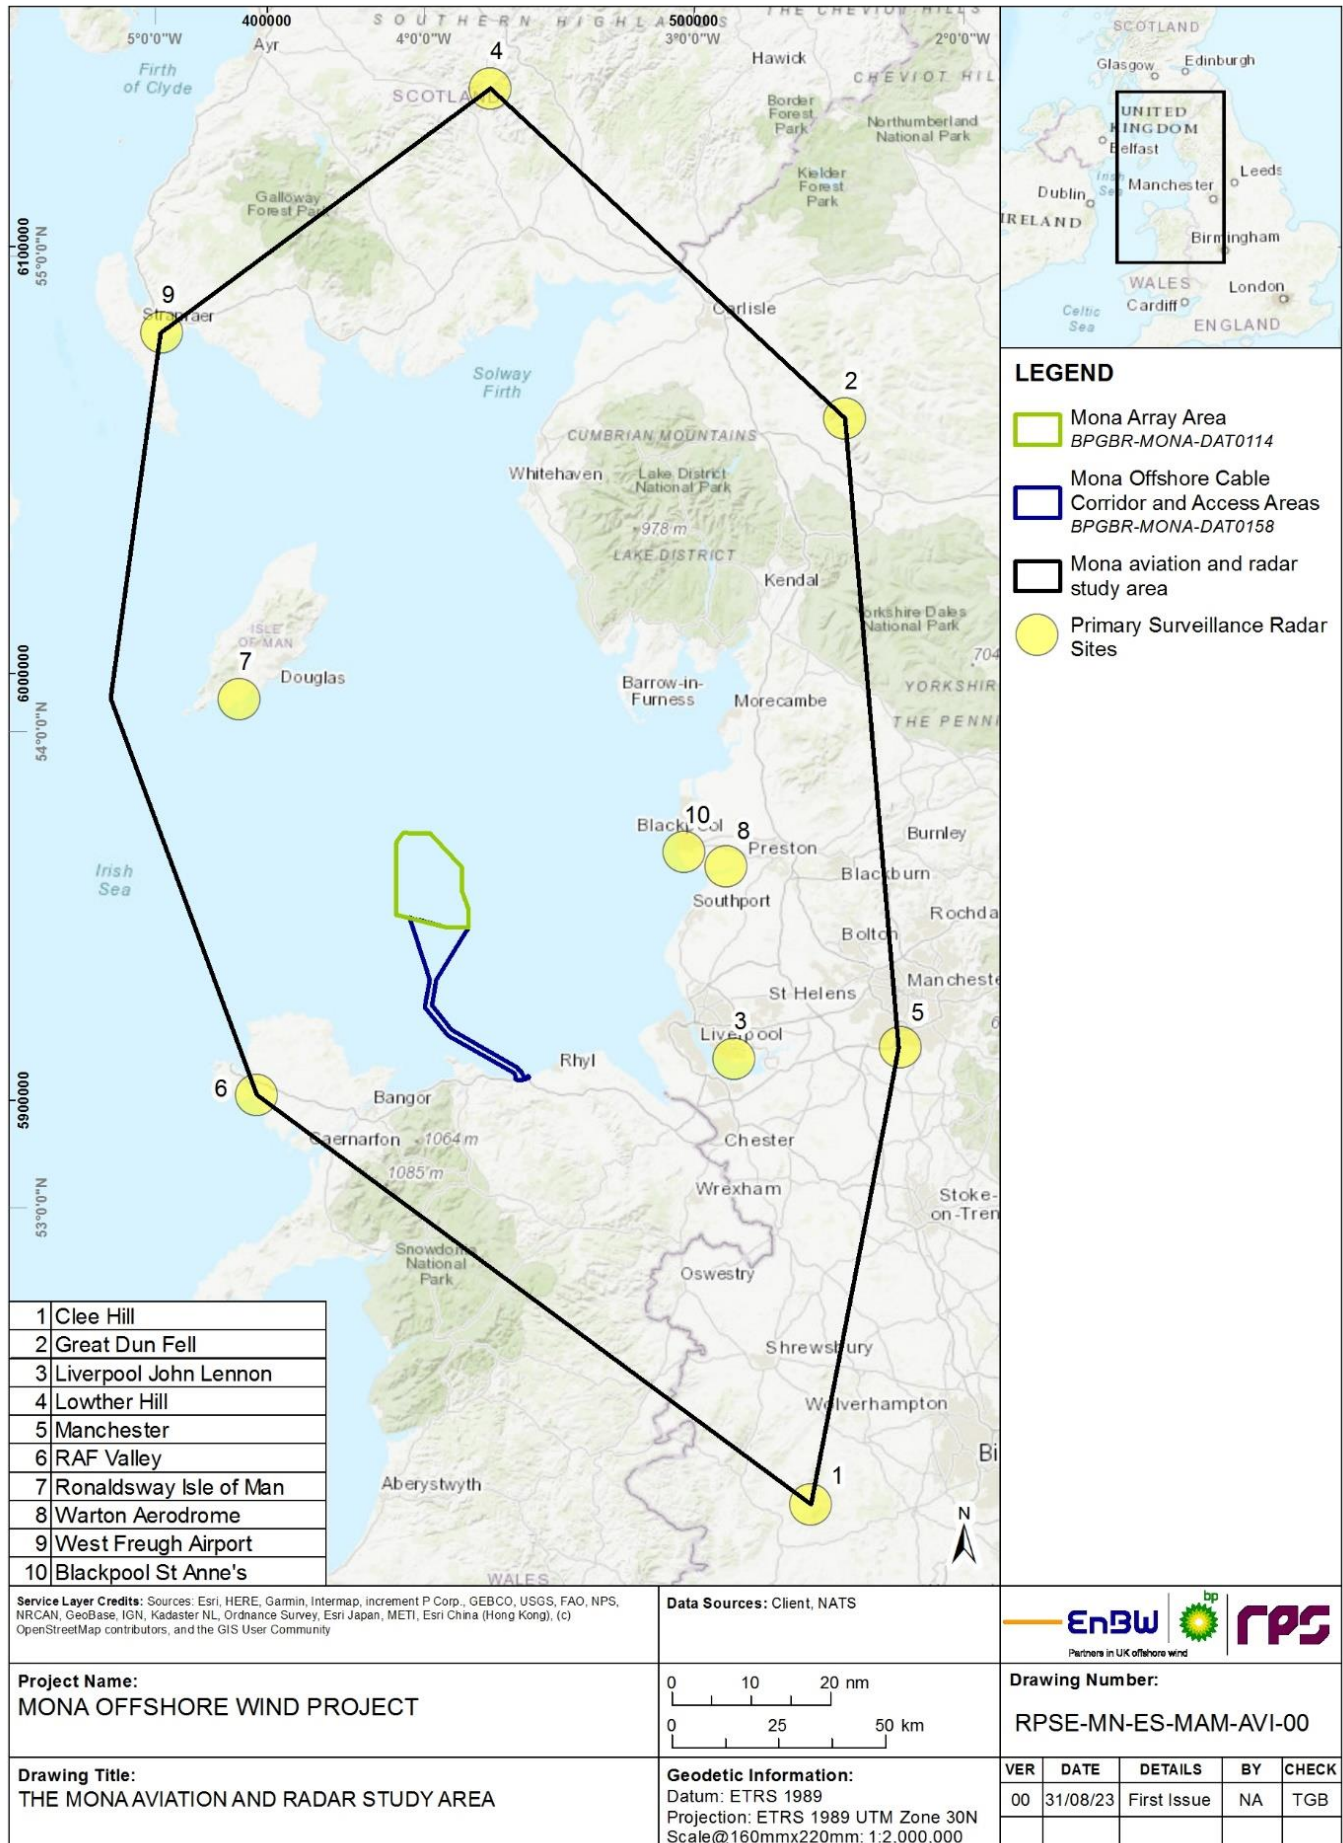 400000
500000
SOUTHERN HIGHLANDS
THE CHEVIOT HILLS
5°0'0"W
4°0'0"W
3°0'0"W
2°0'0"W
Ayr
4
Hawick
Firth
of Clyde
CHEVIOT HIL
SCOTLAN
Border
Forest
Park
Northumberland
National Park
Kielder
Forest
Park
Galloway
Forest Park
6100000
55°0'0"N
9
Stranraer
Carlisle
Solway
Firth
2
CUMBRIAN MOUNTAINS
Whitehaven
Lake District
National Park
978 m
LAKE DISTRICT
Kendal
Yorkshire Dales
National Park
ISLE
OF MAN
7
Douglas
704
6000000
54°0'0"N
Barrow-in-
Furness
Morecambe
YORKSHIR
THE PENNI
10
Blackpool
8
Preston
Burnley
Blackburn
Irish
Sea
Southport
Rochda
Bolton
Mancheste
St Helens
5
3
Liverpool
6
Rhyl
6
Bangor
5900000
Caernarfon
1064 m
Chester
1085 m
Wrexham
Stoke-
on-Tren
53°0'0"N
Snowdonia
National
Park
Oswestry
Shrewsbury
Wolverhampton
Bi
Aberystwyth
1
N
WALES
1 Clee Hill
2 Great Dun Fell
3 Liverpool John Lennon
4 Lowther Hill
5 Manchester
6 RAF Valley
7 Ronaldsway Isle of Man
8 Warton Aerodrome
9 West Freugh Airport
10 Blackpool St Anne's
SCOTLAND
Glasgow
Edinburgh
UNITED
KINGDOM
Belfast
Irish
Sea
Leeds
Dublin
Manchester
IRELAND
Birmingham
WALES
London
Cardiff
Celtic
Sea
ENGLAND
LEGEND
Mona Array Area
BPGBR-MONA-DAT0114
Mona Offshore Cable
Corridor and Access Areas
BPGBR-MONA-DAT0158
Mona aviation and radar
study area
Primary Surveillance Radar
Sites
Service Layer Credits: Sources: Esri, HERE, Garmin, Intermap, increment P Corp., GEBCO, USGS, FAO, NPS,
NRCAN, GeoBase, IGN, Kadaster NL, Ordnance Survey, Esri Japan, METI, Esri China (Hong Kong), (c)
OpenStreetMap contributors, and the GIS User Community
Data Sources: Client, NATS
EnBW
bp
rps
Partners in UK offshore wind
Project Name:
MONA OFFSHORE WIND PROJECT
0 10 20 nm
0 25 50 km
Drawing Number:
RPSE-MN-ES-MAM-AVI-00
Drawing Title:
THE MONA AVIATION AND RADAR STUDY AREA
Geodetic Information:
Datum: ETRS 1989
Projection: ETRS 1989 UTM Zone 30N
Scale@160mmx220mm: 1:2,000,000
VER DATE DETAILS BY CHECK
00 31/08/23 First Issue NA TGB